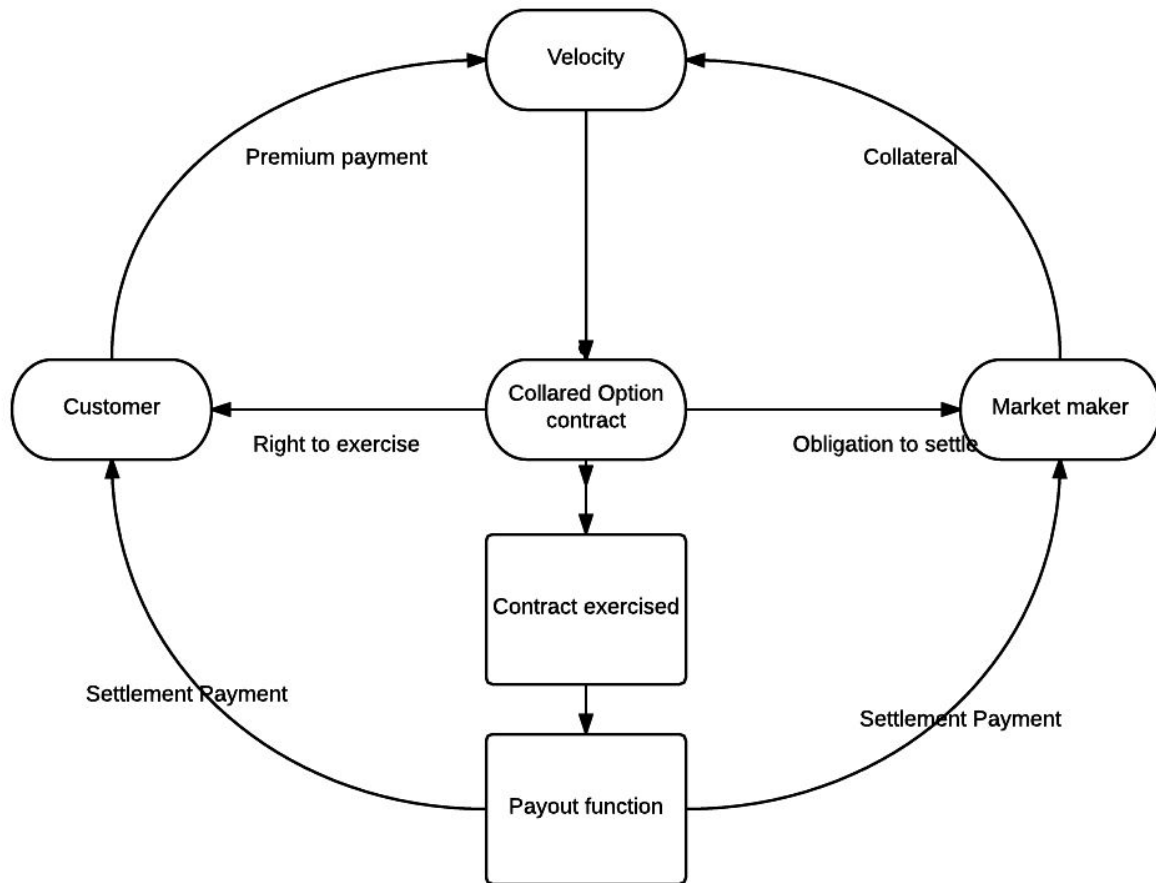 Velocity
Premium payment
Collateral
Customer
Collared Option
contract
Market maker
Right to exercise
Obligation to settle
Contract exercised
Settlement Payment
Settlement Payment
Payout function